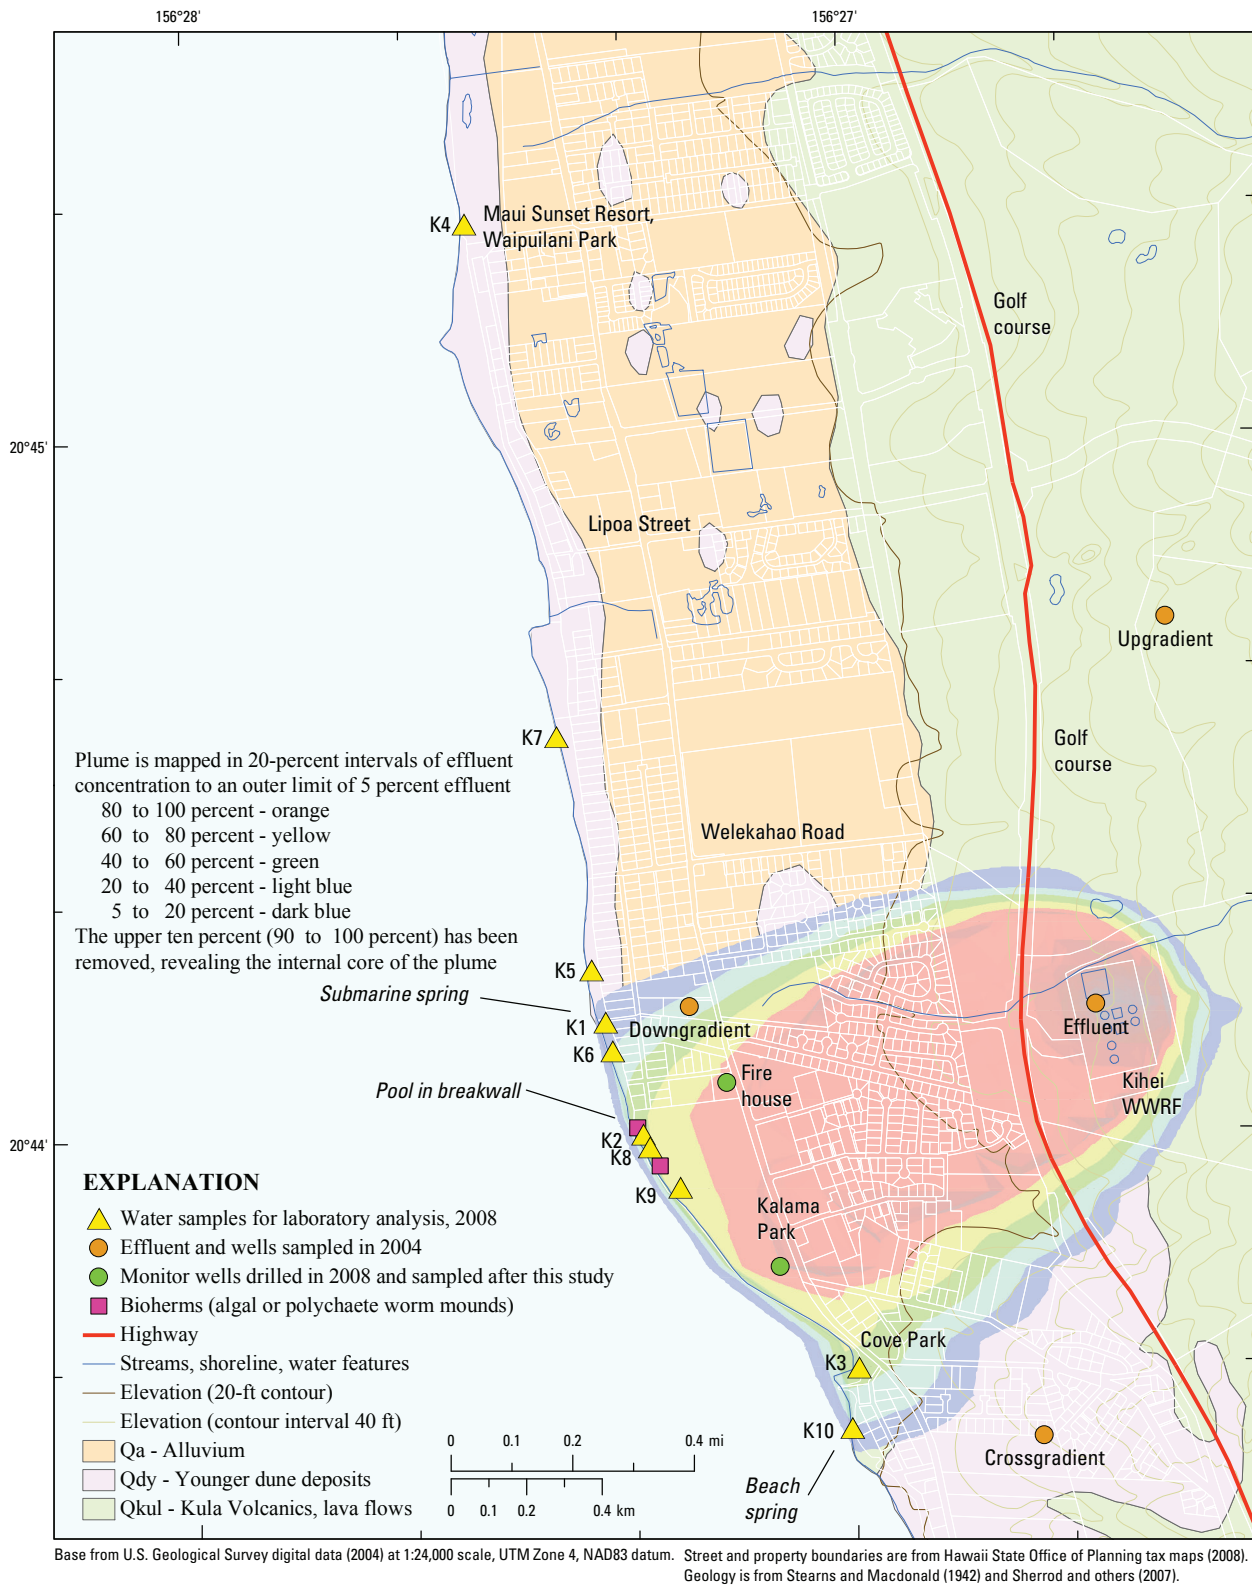 156°28'
156°27'
K4
Maui Sunset Resort,
Waipuilani Park
Golf
course
20°45'
Lipoa Street
Upgradient
K7
Golf
course
Plume is mapped in 20-percent intervals of effluent
concentration to an outer limit of 5 percent effluent
80 to 100 percent - orange
60 to 80 percent - yellow
40 to 60 percent - green
20 to 40 percent - light blue
5 to 20 percent - dark blue
The upper ten percent (90 to 100 percent) has been
removed, revealing the internal core of the plume
Welekahao Road
K5
Submarine spring
K1
Downgradient
Effluent
K6
Fire
house
Kihei
WWRF
Pool in breakwall
20°44'
K2
K8
K9
Kalama
Park
EXPLANATION
Water samples for laboratory analysis, 2008
Effluent and wells sampled in 2004
Monitor wells drilled in 2008 and sampled after this study
Bioherms (algal or polychaete worm mounds)
Highway
Streams, shoreline, water features
Elevation (20-ft contour)
Elevation (contour interval 40 ft)
Qa - Alluvium
Qdy - Younger dune deposits
Qkul - Kula Volcanics, lava flows
Cove Park
K3
K10
Crossgradient
Beach
spring
0 0.1 0.2 0.4 mi
0 0.1 0.2 0.4 km
Base from U.S. Geological Survey digital data (2004) at 1:24,000 scale, UTM Zone 4, NAD83 datum. Street and property boundaries are from Hawaii State Office of Planning tax maps (2008).
Geology is from Stearns and Macdonald (1942) and Sherrod and others (2007).